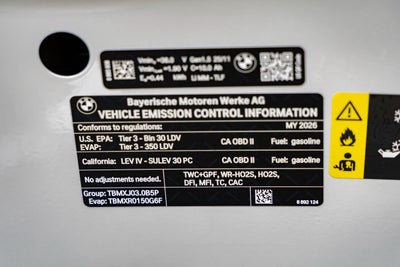 Bayerische Motoren Werke AG
VEHICLE EMISSION CONTROL INFORMATION
Conforms to regulations: MY 2026
U.S. EPA: Tier 3 - Bin 30 LDV CA OBD II Fuel: gasoline
EVAP: Tier 3 - 350 LDV
California: LEV IV - SULEV 30 PC CA OBD II Fuel: gasoline
No adjustments needed. TWC+GPF, WR-HO2S, HO2S,
DFI, MFI, TC, CAC
Group: TBMXJ03.0B5P
Evap: TBMXR0150G6F
6 992 124